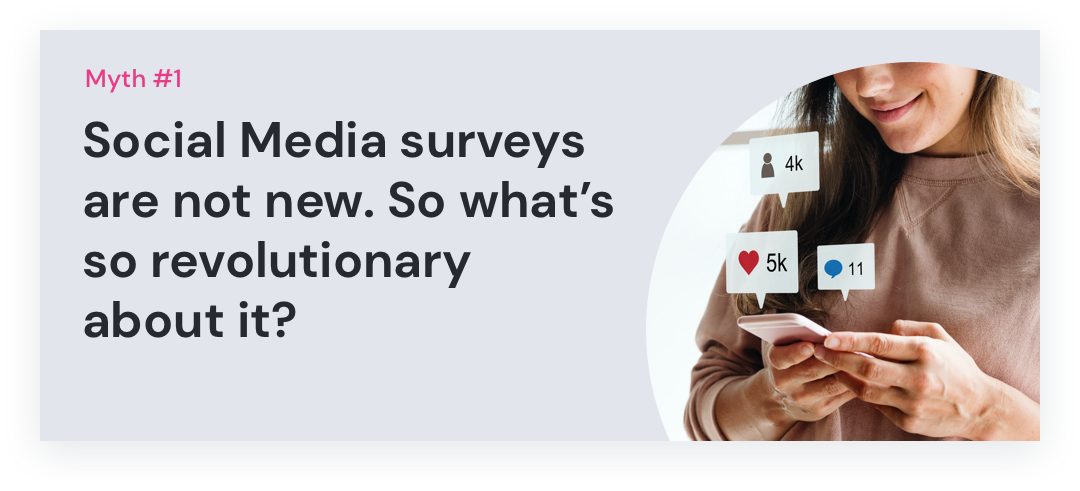 Myth #1
Social Media surveys
are not new. So what’s
so revolutionary
about it?
4k
5k
11